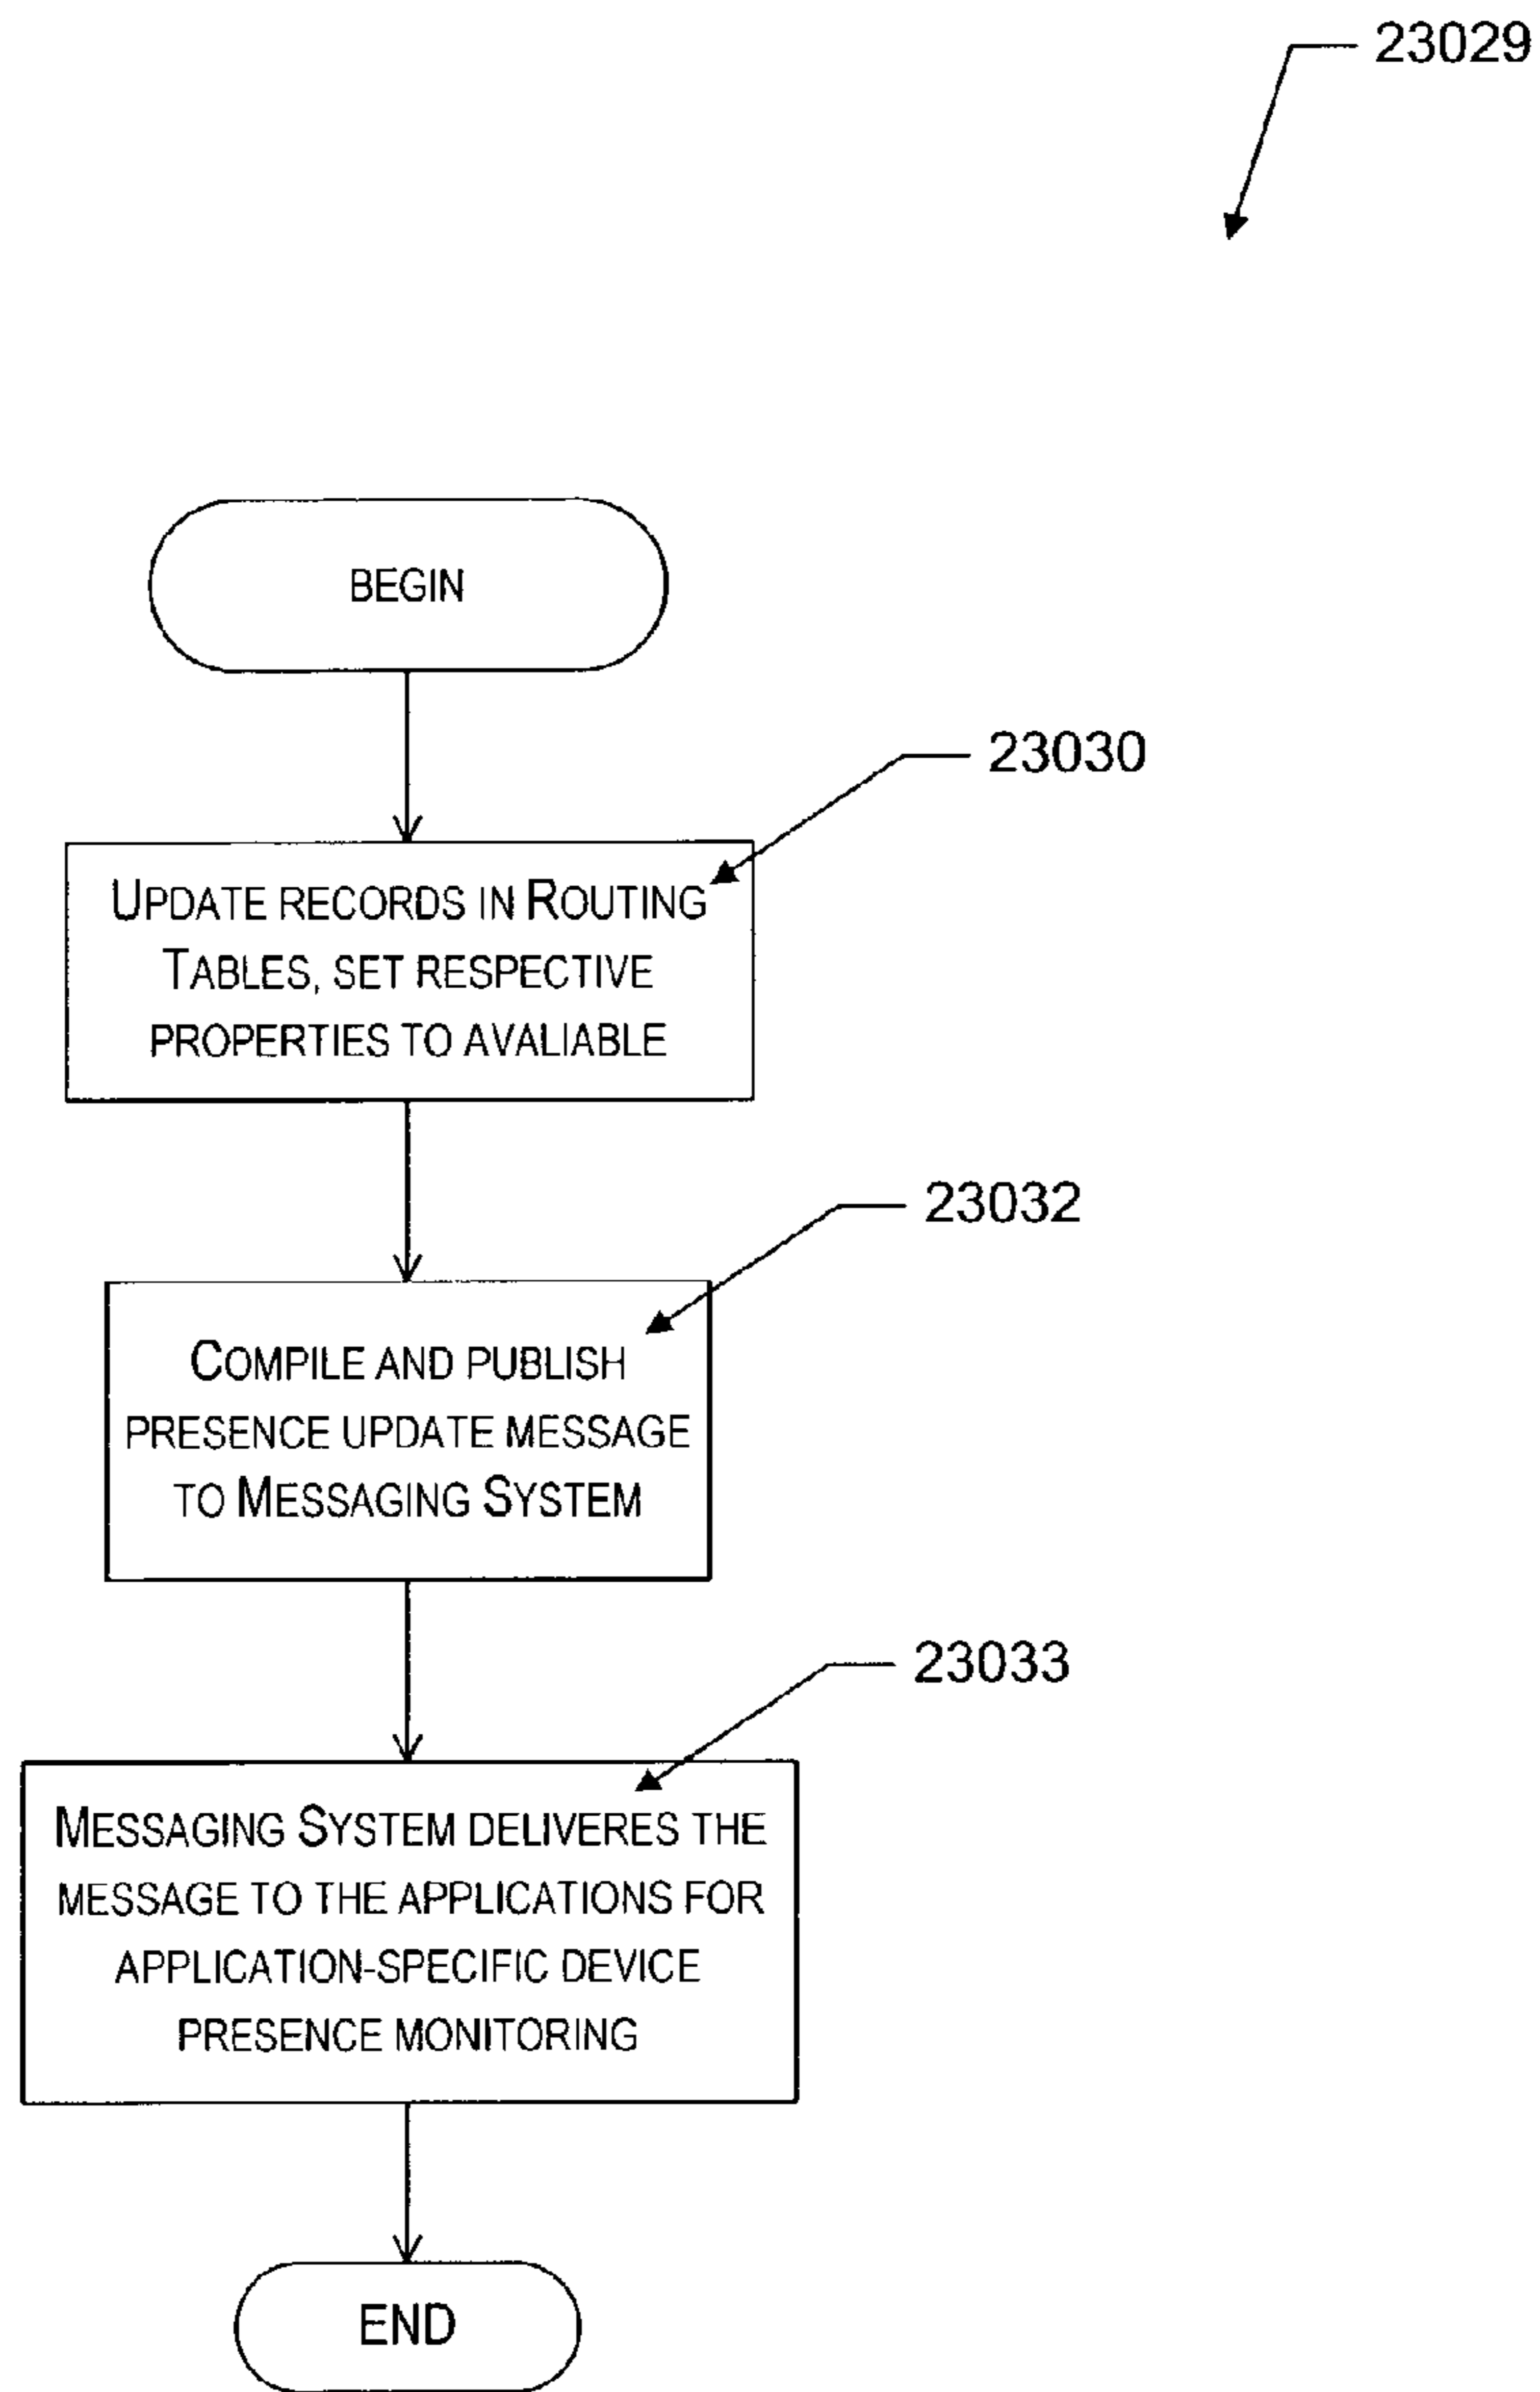 23029
BEGIN
23030
UPDATE RECORDS IN ROUTING
TABLES, SET RESPECTIVE
PROPERTIES TO AVALIABLE
23032
COMPILE AND PUBLISH
PRESENCE UPDATE MESSAGE
TO MESSAGING SYSTEM
23033
MESSAGING SYSTEM DELIVERES THE
MESSAGE TO THE APPLICATIONS FOR
APPLICATION-SPECIFIC DEVICE
PRESENCE MONITORING
END